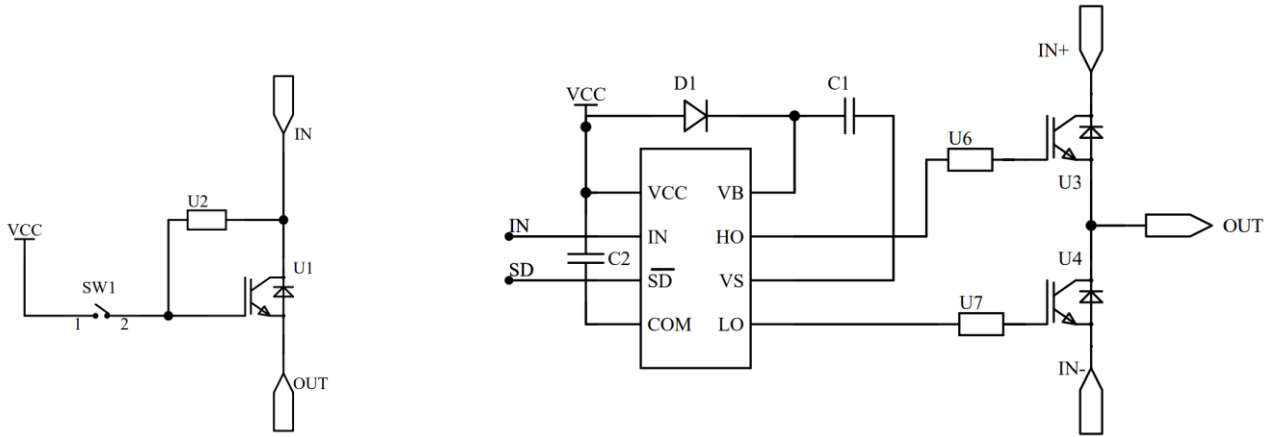 IN
U2
VCC
U1
SW1
1 2
OUT
IN+
D1 C1
VCC
U6
VCC VB
U3
IN IN HO
OUT
C2
U4
SD SD VS
U7
COM LO
IN-